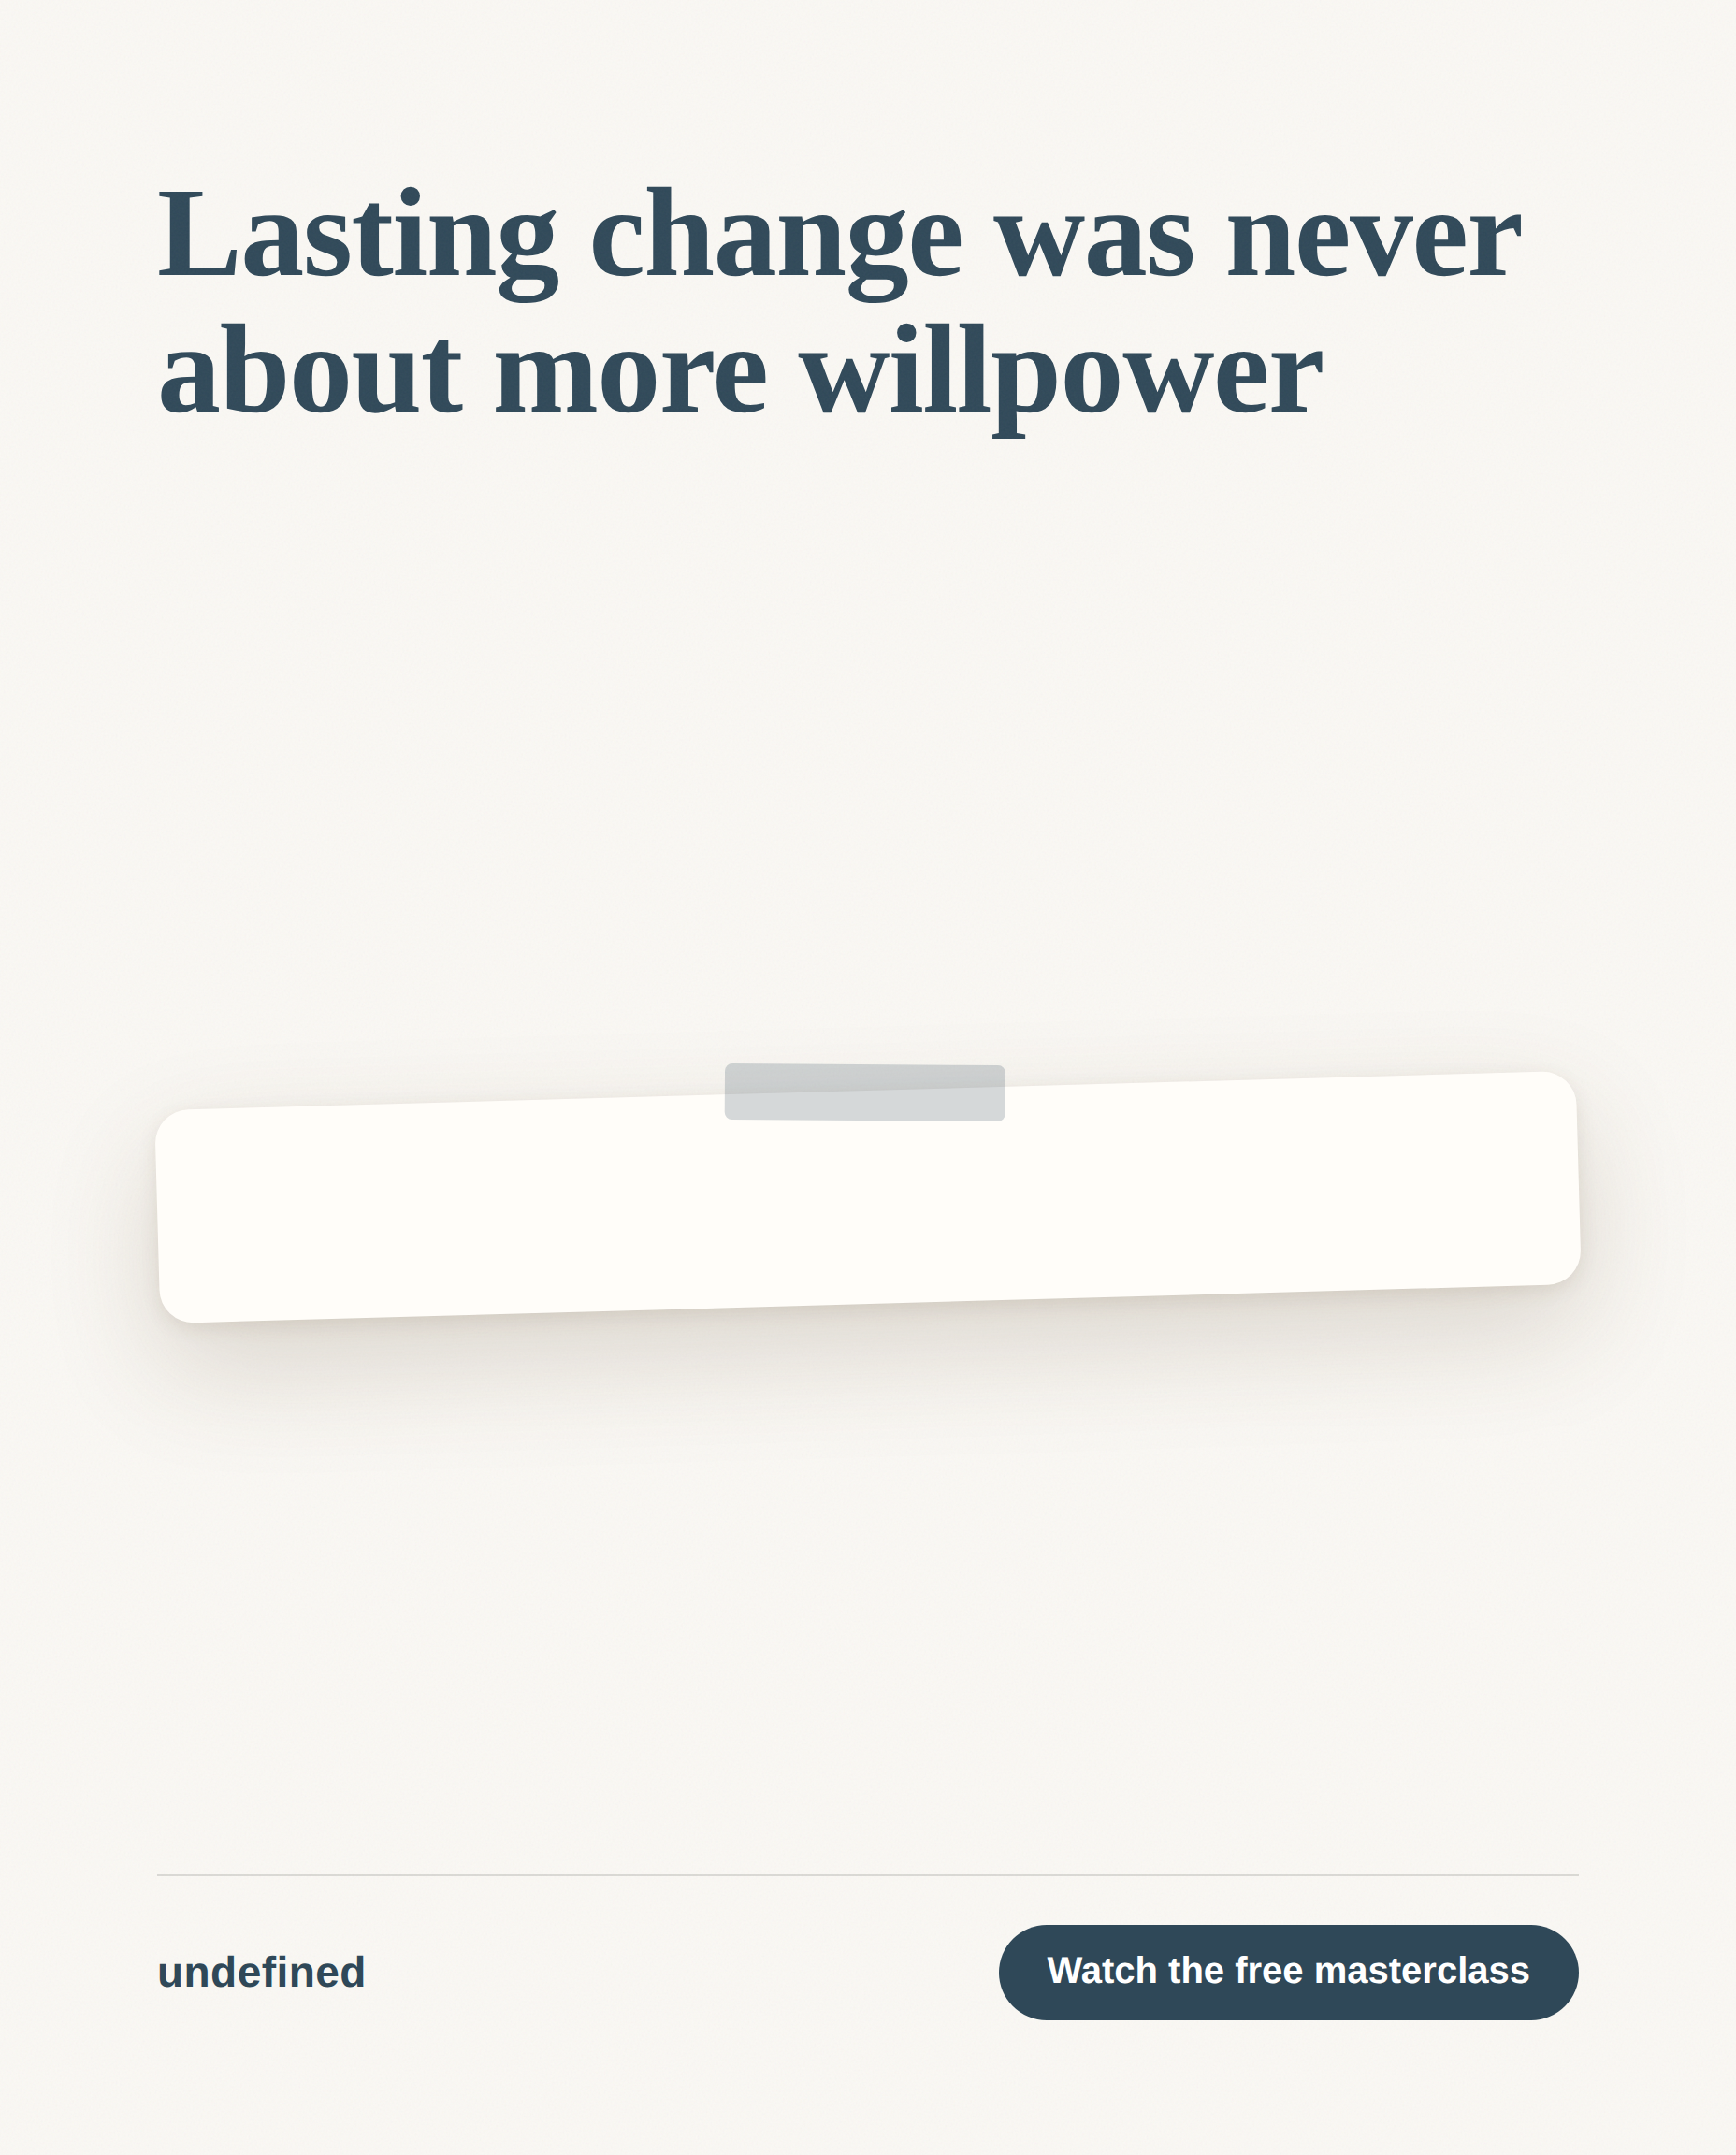 Lasting change was never
about more willpower
undefined
Watch the free masterclass